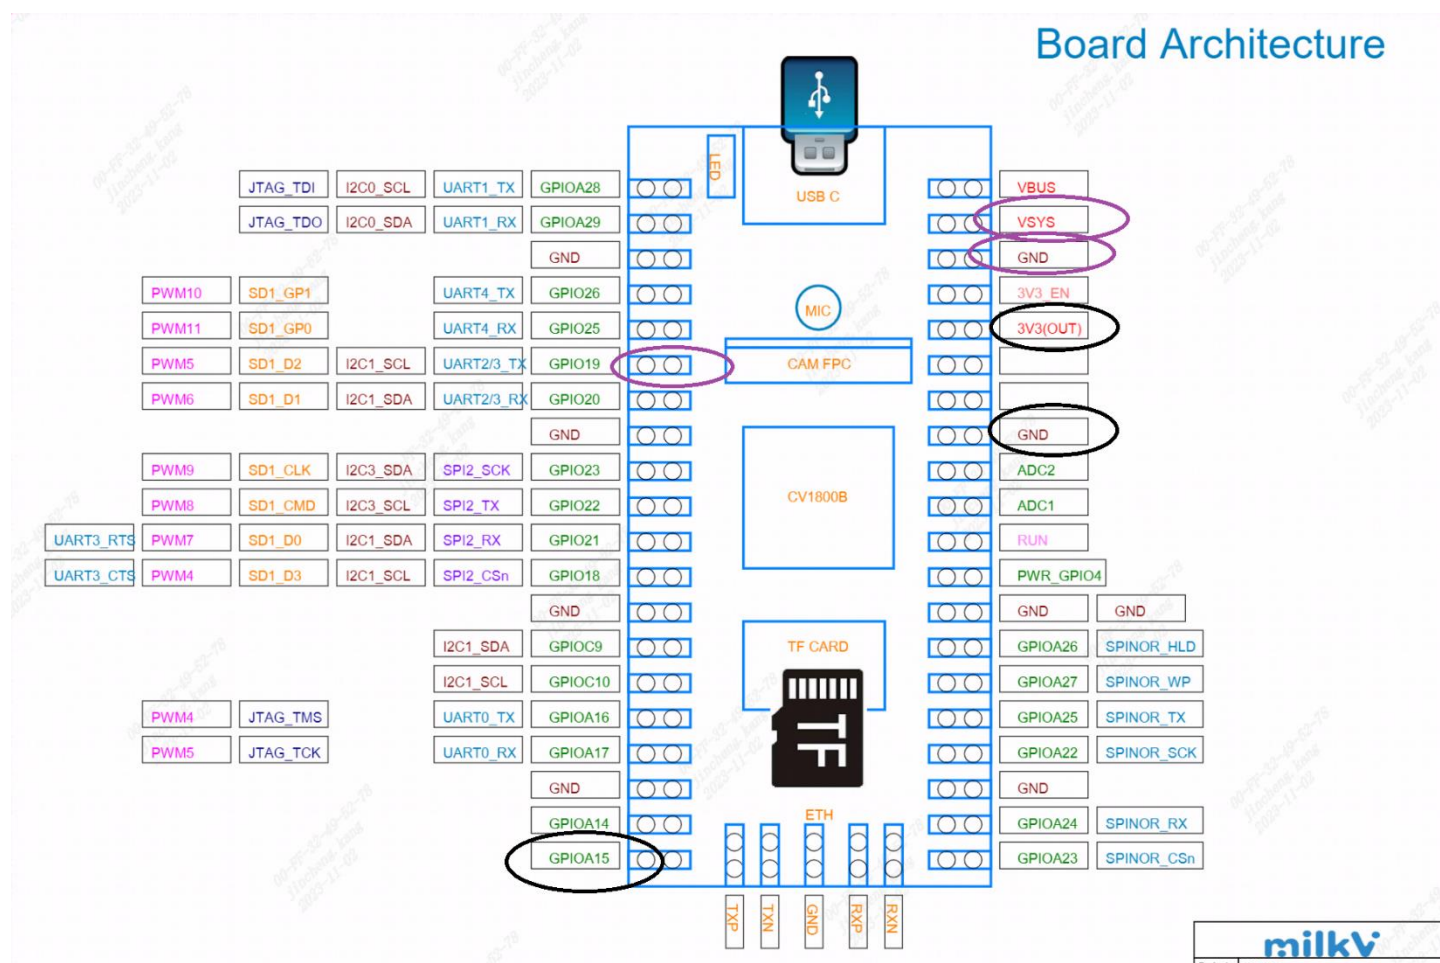 Board Architecture
LED
USB C
JTAG_TDI I2C0_SCL UART1_TX GPIOA28 VBUS
JTAG_TDO I2C0_SDA UART1_RX GPIOA29 VSYS
GND GND
PWM10 SD1_GP1 UART4_TX GPIO26 MIC 3V3_EN
PWM11 SD1_GP0 UART4_RX GPIO25 3V3(OUT)
PWM5 SD1_D2 I2C1_SCL UART2/3_TX GPIO19 CAM FPC
PWM6 SD1_D1 I2C1_SDA UART2/3_RX GPIO20
GND GND
PWM9 SD1_CLK I2C3_SDA SPI2_SCK GPIO23 ADC2
PWM8 SD1_CMD I2C3_SCL SPI2_TX GPIO22 CV1800B ADC1
UART3_RTS PWM7 SD1_D0 I2C1_SDA SPI2_RX GPIO21 RUN
UART3_CTS PWM4 SD1_D3 I2C1_SCL SPI2_CSn GPIO18 PWR_GPIO4
GND GND GND
I2C1_SDA GPIOC9 TF CARD GPIOA26 SPINOR_HLD
I2C1_SCL GPIOC10 GPIOA27 SPINOR_WP
PWM4 JTAG_TMS UART0_TX GPIOA16 TF GPIOA25 SPINOR_TX
PWM5 JTAG_TCK UART0_RX GPIOA17 GPIOA22 SPINOR_SCK
GND GND
GPIOA14 ETH GPIOA24 SPINOR_RX
GPIOA15 GPIOA23 SPINOR_CSn
TXP TXN GND RXP RXN
milkV